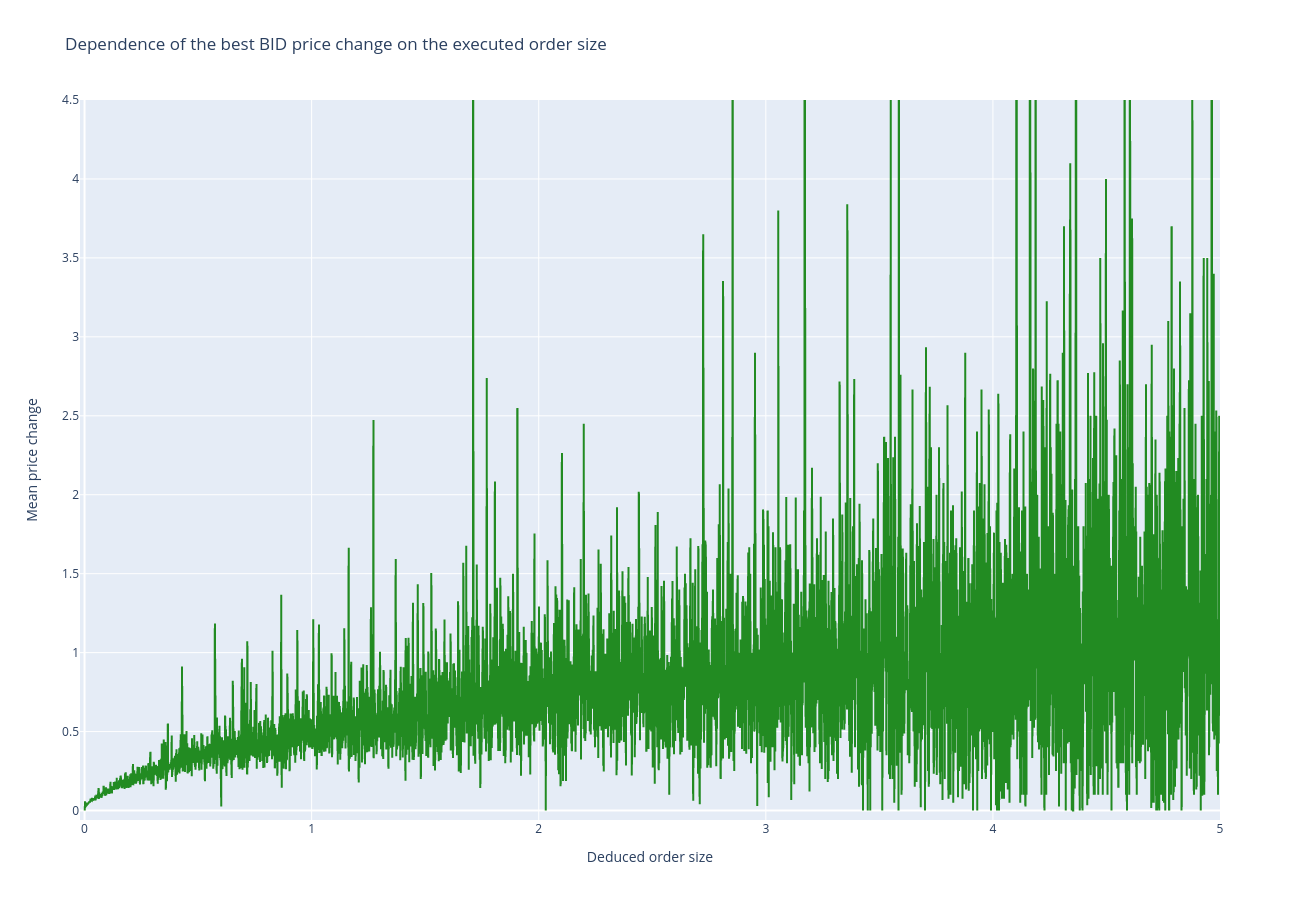 Dependence of the best BID price change on the executed order size
4.5
4
3.5
3
2.5
2
1.5
1
0.5
0
Mean price change
0 1 2 3 4 5
Deduced order size